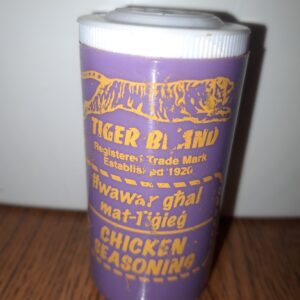 TIGER BRAND
Registered Trade Mark
Established 1920
Ħwawar għal
mat-Tiġieġ
CHICKEN
SEASONING